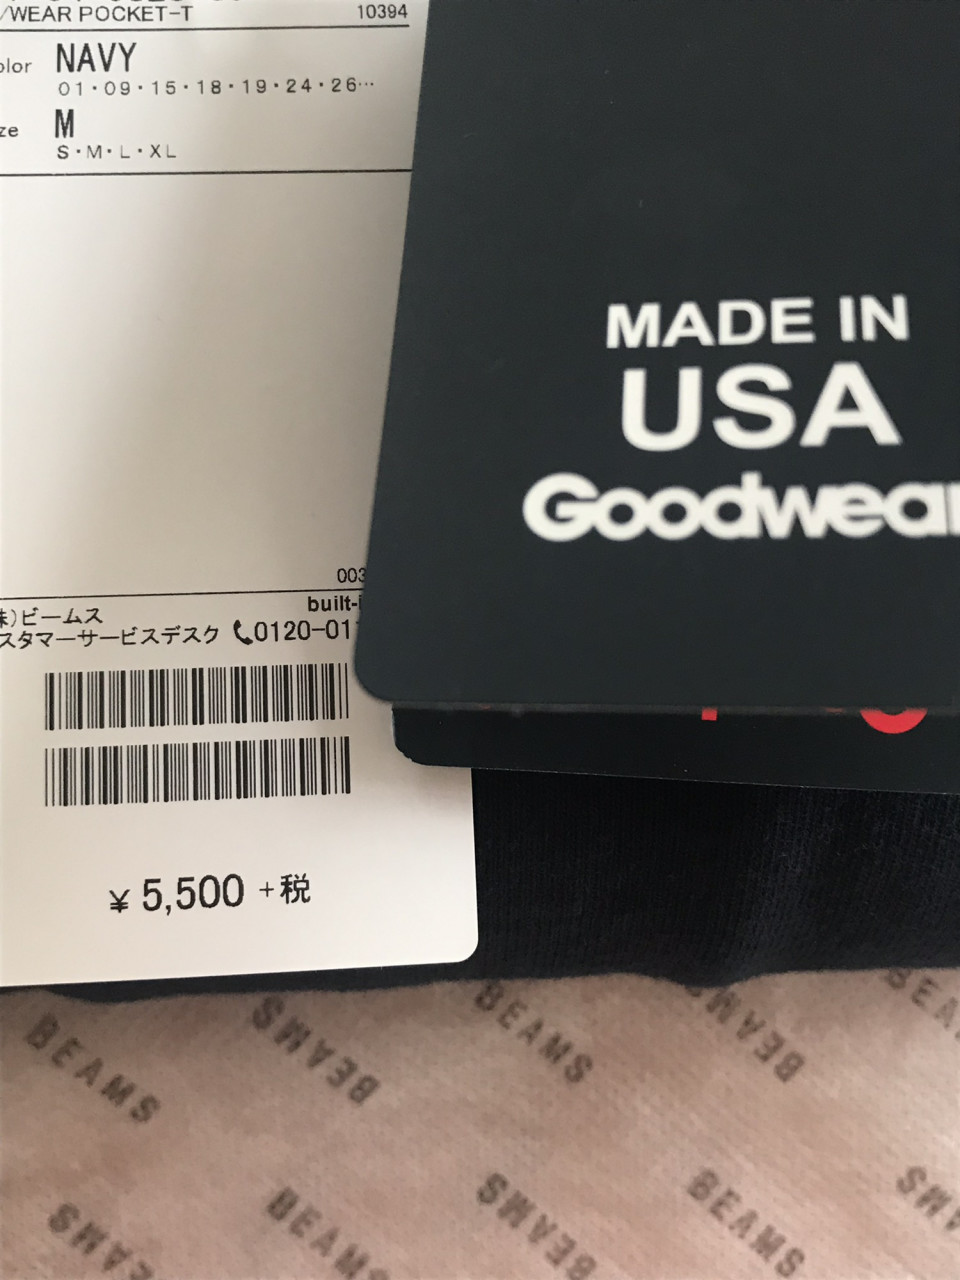 /WEAR POCKET-T 10394
olor NAVY
01・09・15・18・19・24・26…
ze M
S・M・L・XL
003
built-i
株)ビームス
スタマーサービスデスク 0120-01
¥ 5,500 +税
MADE IN
USA
Goodwear
BEAMS
BEAMS
BEAMS
BEAMS
BEAM
BEAMS
BEAMS
BEAMS
BEAMS